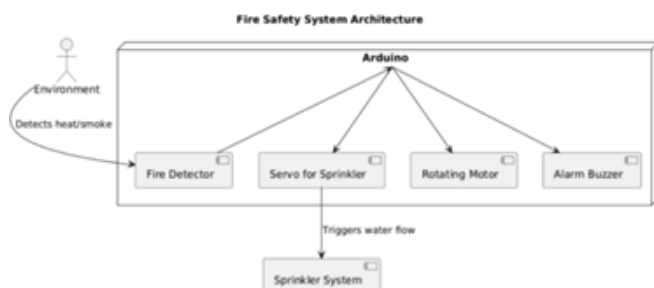 Fire Safety System Architecture
Arduino
Environment
Detects heat/smoke
Fire Detector
Servo for Sprinkler
Rotating Motor
Alarm Buzzer
Triggers water flow
Sprinkler System